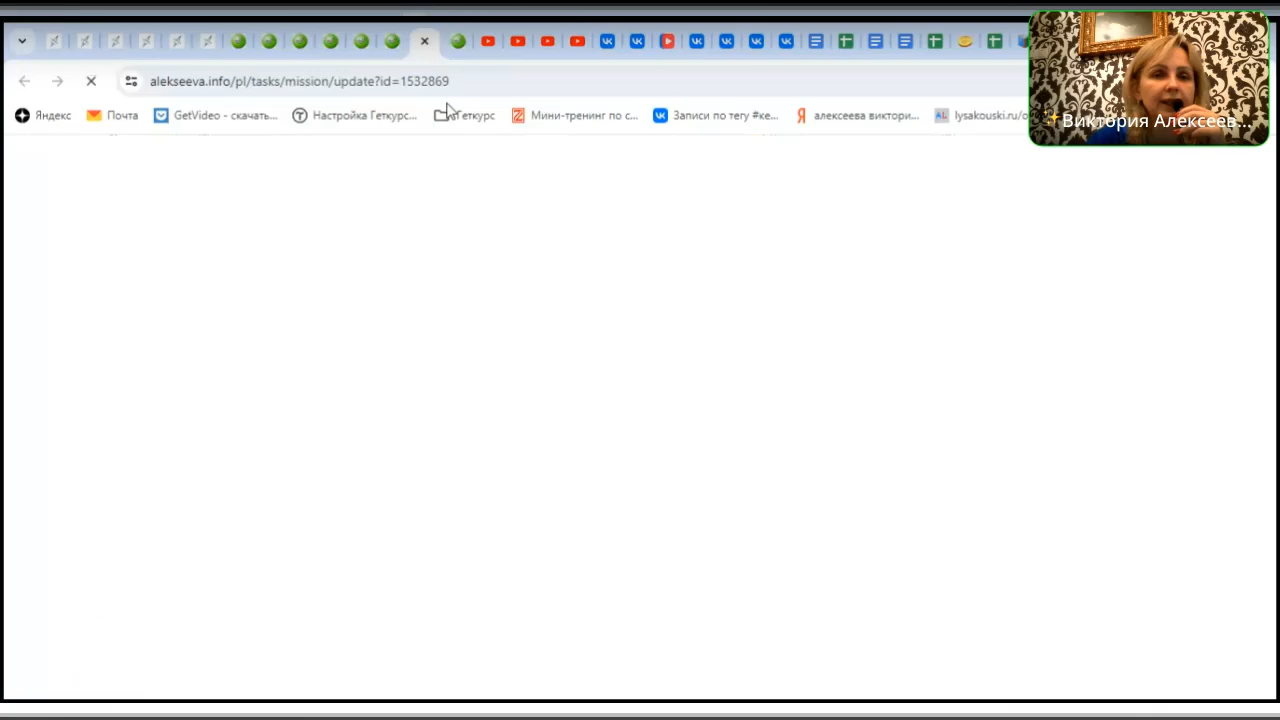 alekseeva.info/pl/tasks/mission/update?id=1532869
Яндекс
Почта
GetVideo - скачать...
Настройка Геткурс...
Геткурс
Мини-тренинг по с...
Записи по тегу #ке...
алексеева виктори...
lysakouski.ru/o
Виктория Алексеев...